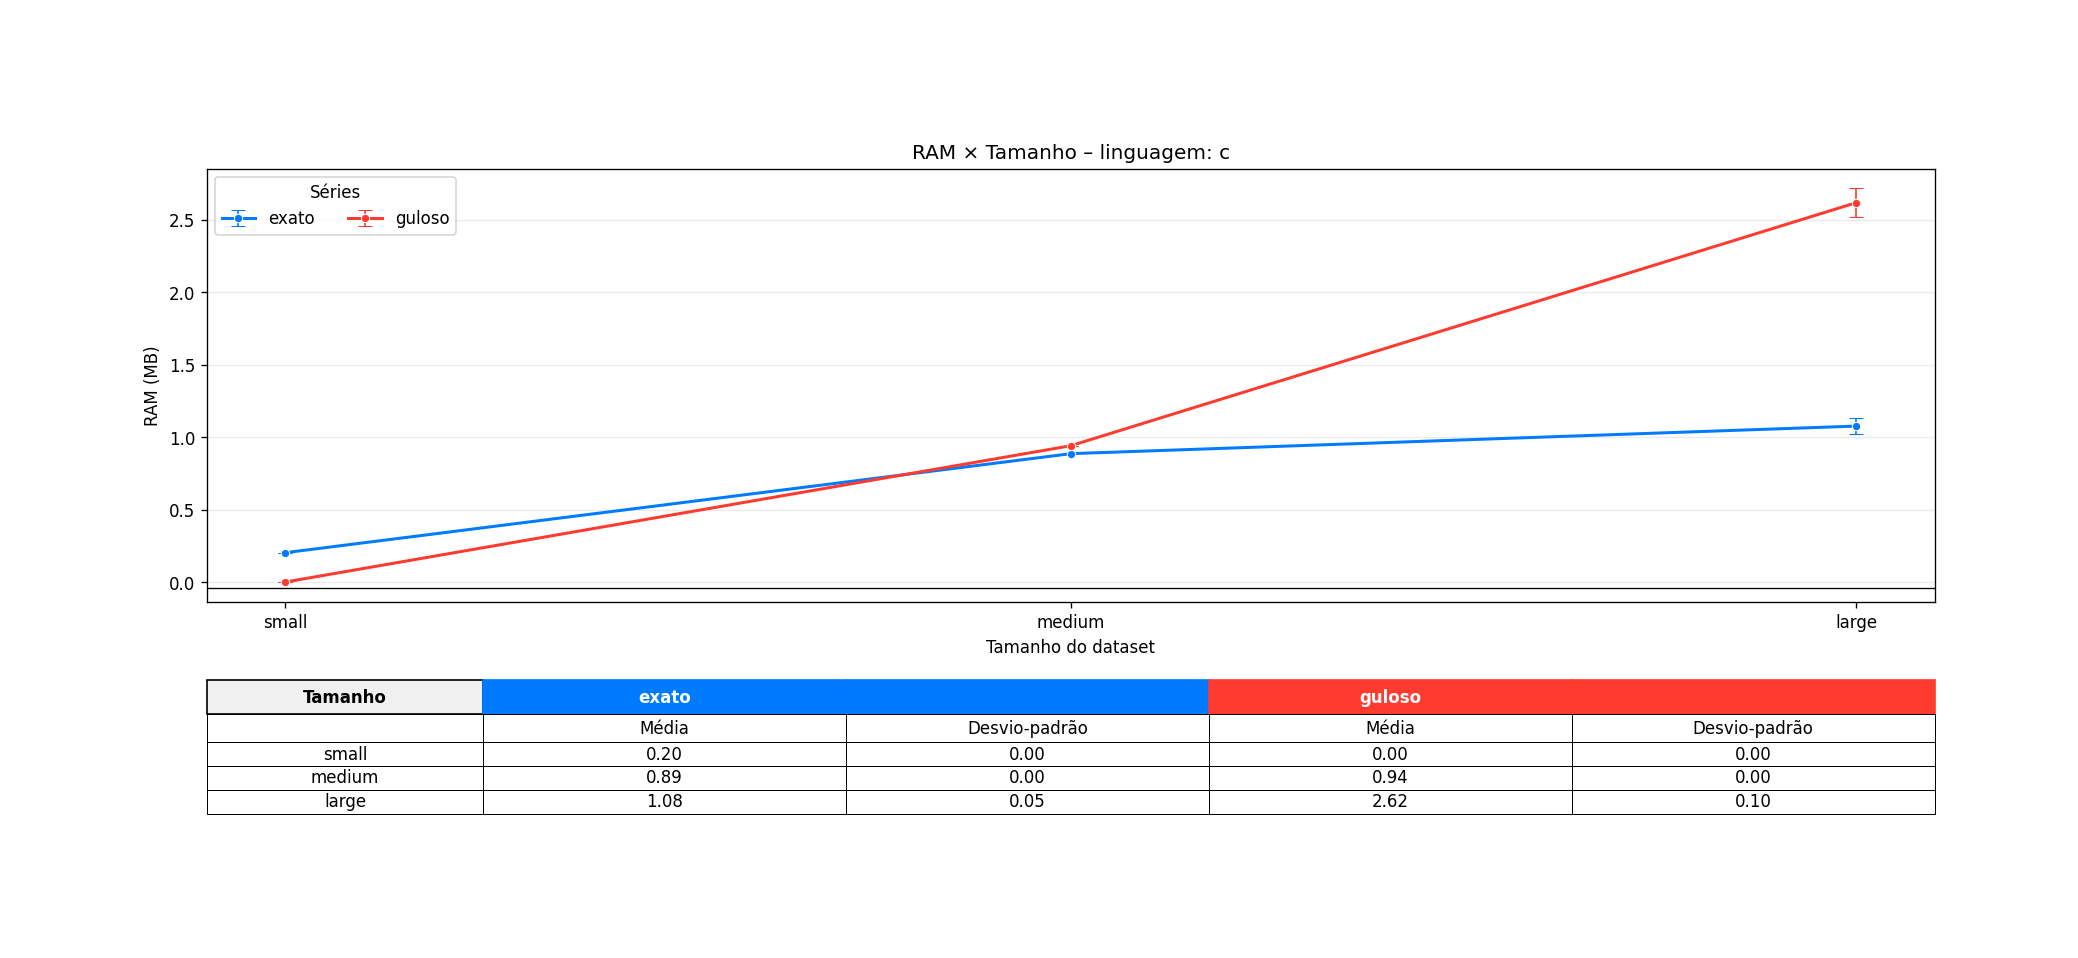 RAM × Tamanho – linguagem: c
Séries
exato guloso
2.5
2.0
1.5
1.0
0.5
0.0
RAM (MB)
small medium large
Tamanho do dataset
Tamanho exato guloso
Média Desvio-padrão Média Desvio-padrão
small 0.20 0.00 0.00 0.00
medium 0.89 0.00 0.94 0.00
large 1.08 0.05 2.62 0.10